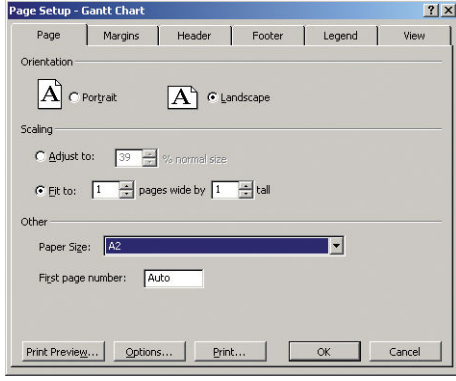 Page Setup - Gantt Chart
Page Margins Header Footer Legend View
Orientation
A Portrait A Landscape
Scaling
Adjust to: 39 % normal size
Fit to: 1 pages wide by 1 tall
Other
Paper Size: A2
First page number: Auto
Print Preview... Options... Print... OK Cancel